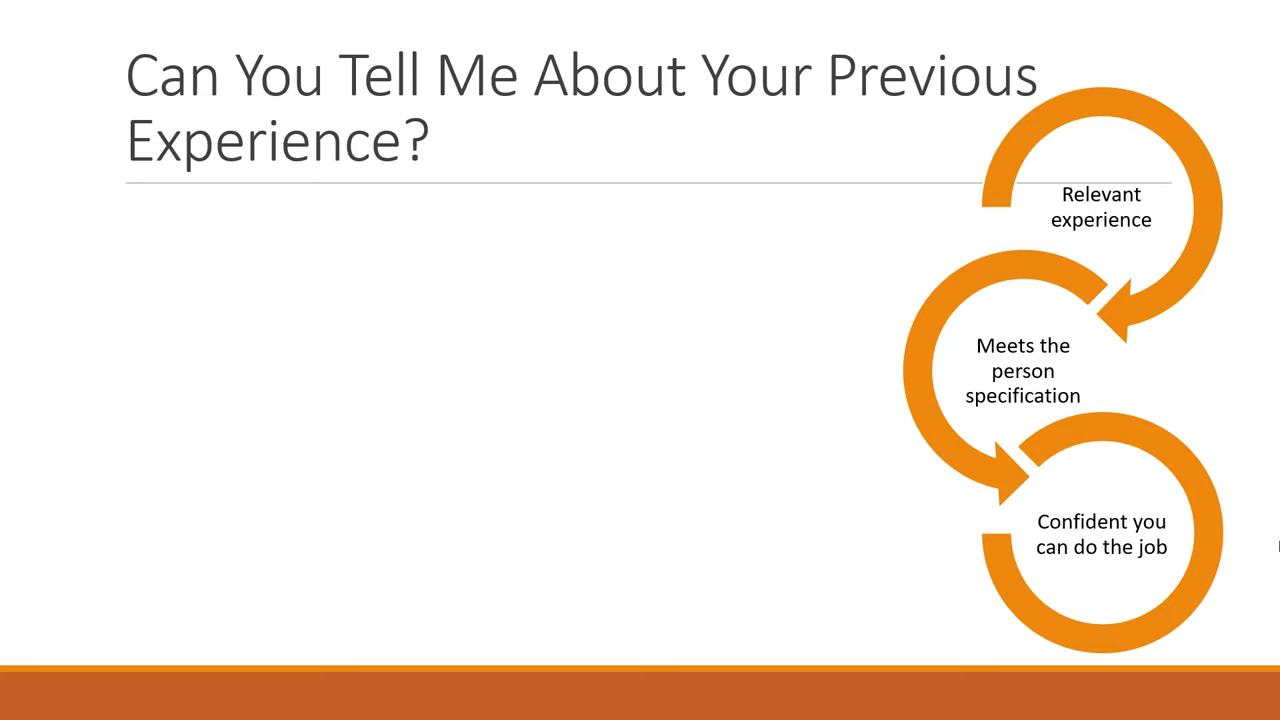 Can You Tell Me About Your Previous
Experience?
Relevant
experience
Meets the
person
specification
Confident you
can do the job